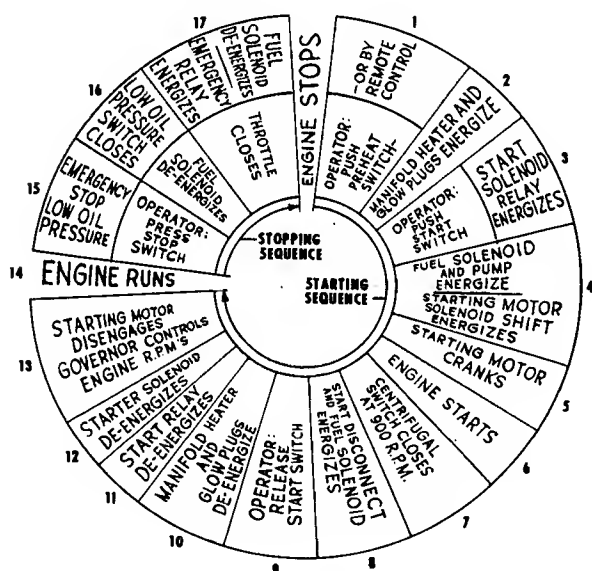 1
–OR BY
REMOTE
CONTROL
OPERATOR:
PUSH
PREHEAT
SWITCH–
2
MANIFOLD HEATER AND
GLOW PLUGS ENERGIZE
3
OPERATOR:
PUSH
START
SWITCH
START
SOLENOID
RELAY
ENERGIZES
4
FUEL SOLENOID
AND PUMP
ENERGIZE
STARTING MOTOR
SOLENOID SHIFT
ENERGIZES
5
STARTING MOTOR
CRANKS
6
ENGINE STARTS
7
CENTRIFUGAL
SWITCH CLOSES
AT 900 R.P.M.
8
START DISCONNECT
AND FUEL SOLENOID
ENERGIZES
9
OPERATOR:
RELEASE
START SWITCH
10
MANIFOLD HEATER
AND
GLOW PLUGS
DE-ENERGIZE
11
START RELAY
DE-ENERGIZES
12
STARTER SOLENOID
DE-ENERGIZES
13
STARTING MOTOR
DISENGAGES
GOVERNOR CONTROLS
ENGINE R.P.M'S
14
ENGINE RUNS
15
EMERGENCY
STOP
LOW OIL
PRESSURE
OPERATOR:
PRESS
STOP
SWITCH
16
LOW OIL
PRESSURE
SWITCH
CLOSES
FUEL
SOLENOID
DE-ENERGIZES
17
EMERGENCY
RELAY
ENERGIZES
FUEL
SOLENOID
DE-ENERGIZES
THROTTLE
CLOSES
ENGINE STOPS
STOPPING
SEQUENCE
STARTING
SEQUENCE